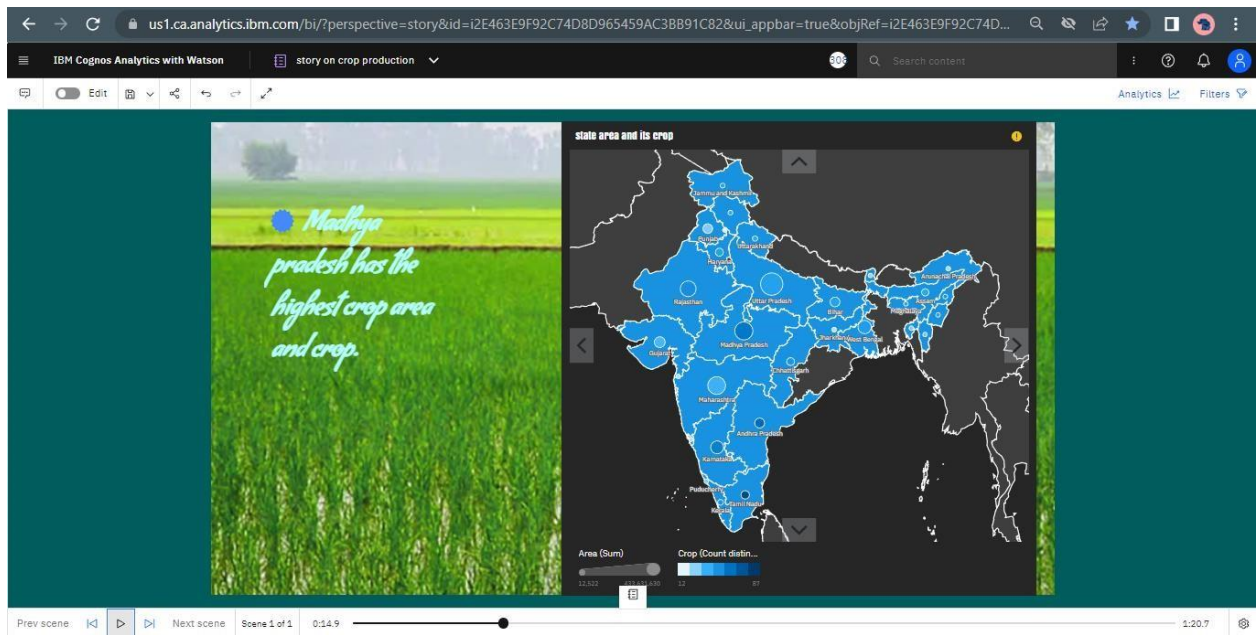 us1.ca.analytics.ibm.com/bi/?perspective=story&id=i2E463E9F92C74D8D965459AC3BB91C82&ui_appbar=true&objRef=i2E463E9F92C74D...
IBM Cognos Analytics with Watson
story on crop production
Search content
Edit
Analytics
Filters
Madhya
pradesh has the
highest crop area
and crop.
state area and its crop
Jammu and Kashmir
Punjab
Uttarakhand
Haryana
Arunachal Pradesh
Rajasthan
Uttar Pradesh
Assam
Bihar
Meghalaya
Madhya Pradesh
Jharkhand
West Bengal
Gujarat
Chhattisgarh
Maharashtra
Andhra Pradesh
Karnataka
Puducherry
Tamil Nadu
Kerala
Area (Sum)
12,522
Crop (Count distin...
12
87
Prev scene
Next scene
Scene 1 of 1
0:14.9
1:20.7